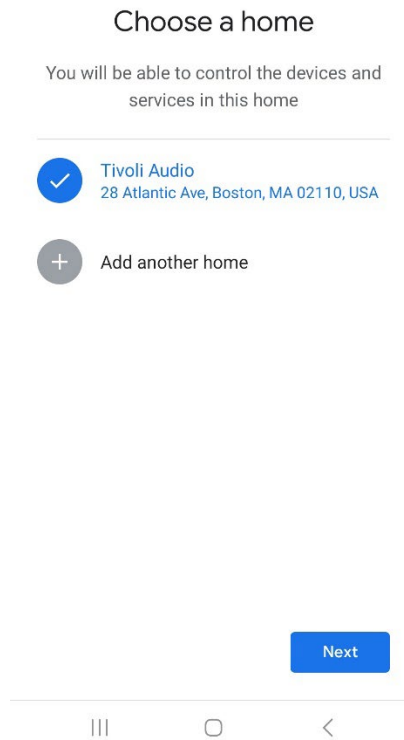 Choose a home
You will be able to control the devices and
services in this home
Tivoli Audio
28 Atlantic Ave, Boston, MA 02110, USA
Add another home
Next